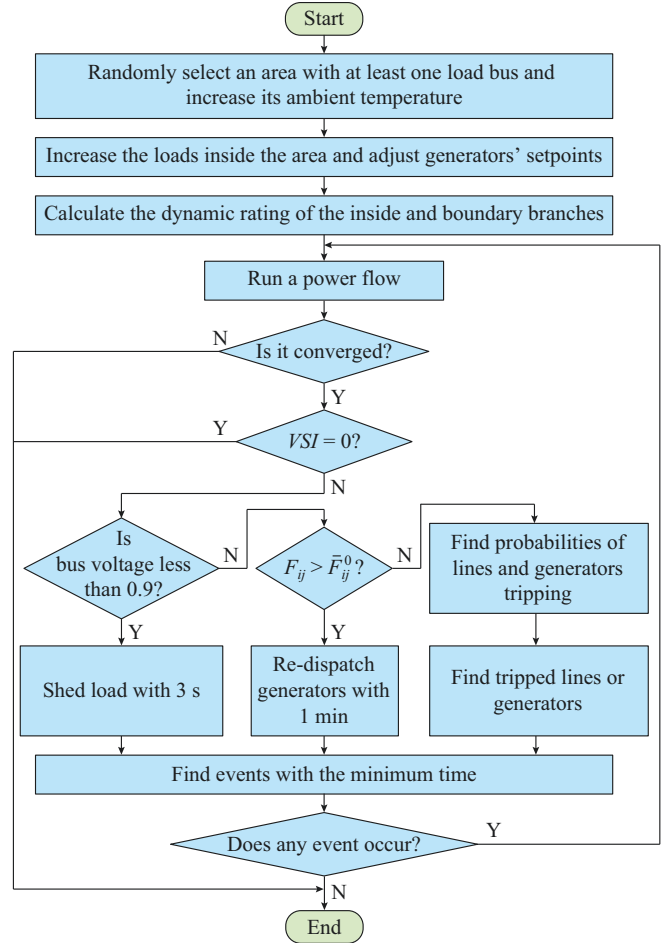 Start
Randomly select an area with at least one load bus and
increase its ambient temperature
Increase the loads inside the area and adjust generators' setpoints
Calculate the dynamic rating of the inside and boundary branches
Run a power flow
N
Is it converged?
Y
Y
VSI = 0?
N
Is
bus voltage less
than 0.9?
N
F_ij > F̄_ij^0 ?
N
Find probabilities of
lines and generators
tripping
Y
Y
Shed load with 3 s
Re-dispatch
generators with
1 min
Find tripped lines or
generators
Find events with the minimum time
Does any event occur?
Y
N
End